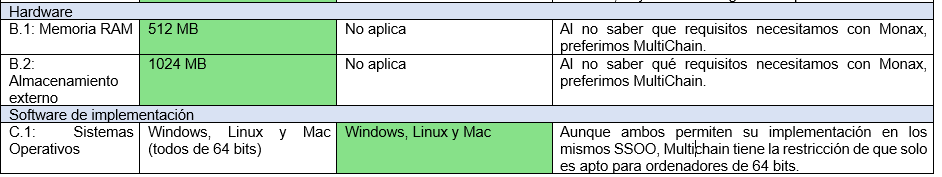 Hardware
B.1: Memoria RAM 512 MB No aplica Al no saber que requisitos necesitamos con Monax,
preferimos MultiChain.
B.2: 1024 MB No aplica Al no saber qué requisitos necesitamos con Monax,
Almacenamiento preferimos MultiChain.
externo
Software de implementación
C.1: Sistemas Windows, Linux y Mac Windows, Linux y Mac Aunque ambos permiten su implementación en los
Operativos (todos de 64 bits) mismos SSOO, Multichain tiene la restricción de que solo
es apto para ordenadores de 64 bits.